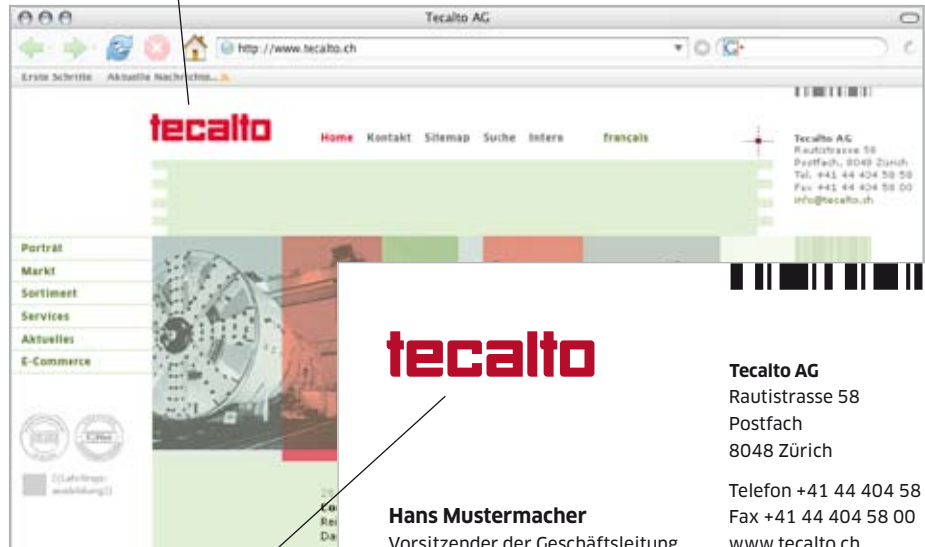 Tecalto AG
http://www.tecalto.ch
Erste Schritte Aktuelle Nachrichten...
tecalto
Home Kontakt Sitemap Suche Intern français
Tecalto AG
Rautistrasse 58
Postfach, 8048 Zürich
Tel. +41 44 404 58 58
Fax +41 44 404 58 00
info@tecalto.ch
Porträt
Markt
Sortiment
Services
Aktuelles
E-Commerce
tecalto
Tecalto AG
Rautistrasse 58
Postfach
8048 Zürich
Telefon +41 44 404 58
Fax +41 44 404 58 00
www.tecalto.ch
Hans Mustermacher
Vorsitzender der Geschäftsleitung